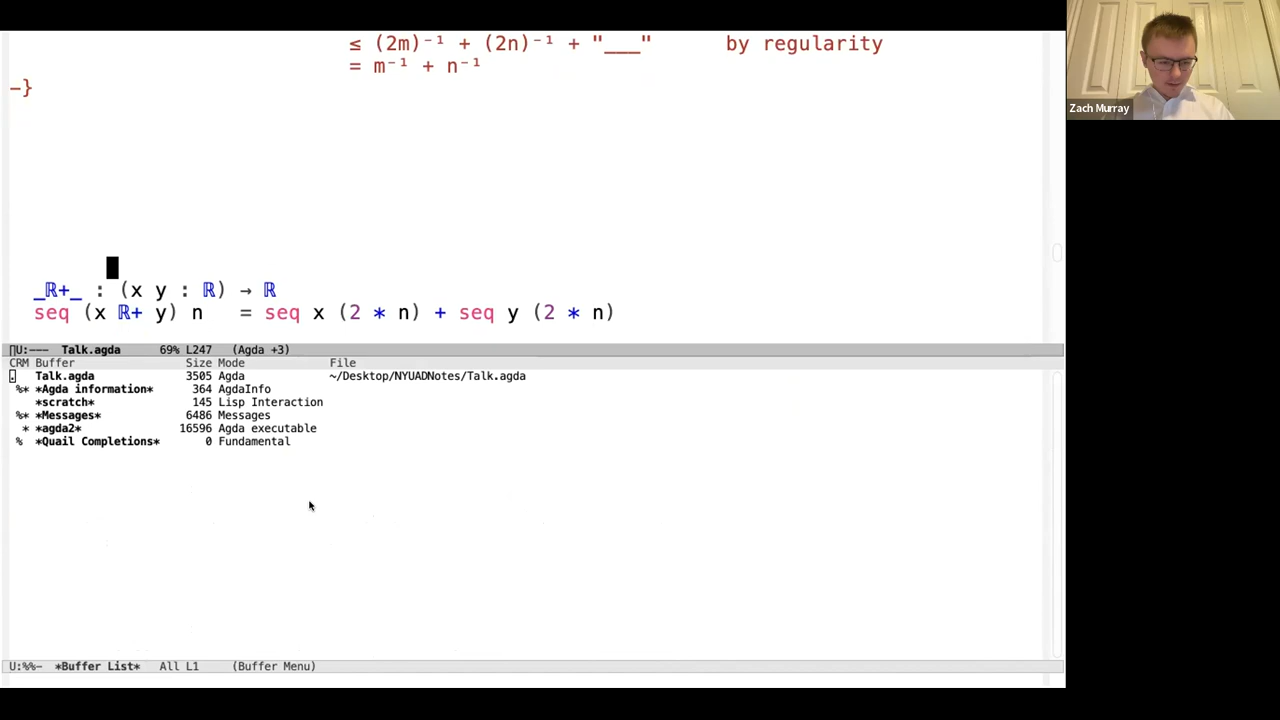 ≤ (2m)⁻¹ + (2n)⁻¹ + "___" by regularity
= m⁻¹ + n⁻¹
-}
_ℝ+_ : (x y : ℝ) → ℝ
seq (x ℝ+ y) n = seq x (2 * n) + seq y (2 * n)
∏U:--- Talk.agda 69% L247 (Agda +3)
CRM Buffer Size Mode File
. Talk.agda 3505 Agda ~/Desktop/NYUADNotes/Talk.agda
%* *Agda information* 364 AgdaInfo
*scratch* 145 Lisp Interaction
%* *Messages* 6486 Messages
* *agda2* 16596 Agda executable
% *Quail Completions* 0 Fundamental
U:%%- *Buffer List* All L1 (Buffer Menu)
Zach Murray